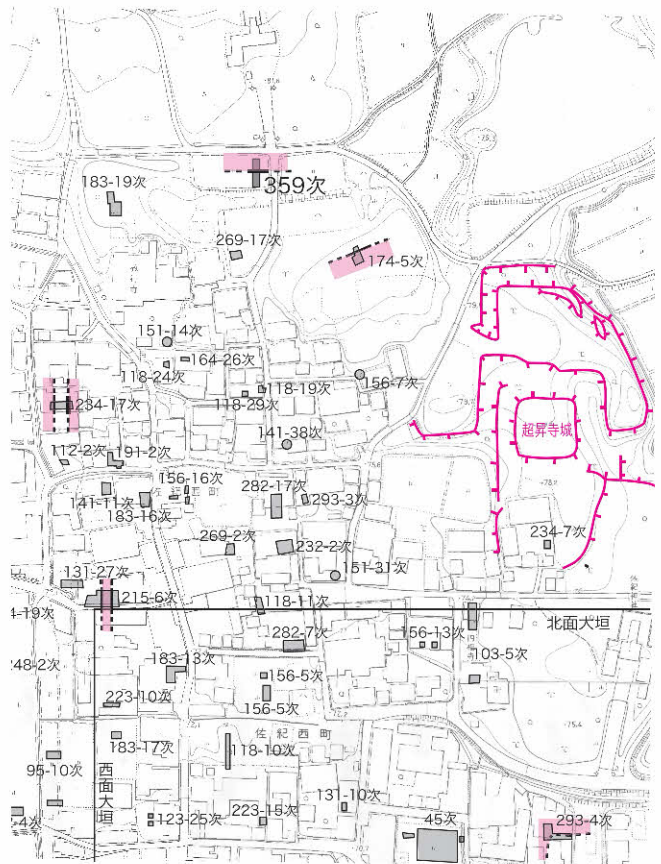 359次
183-19次
269-17次
174-5次
151-14次
164-26次
118-24次
118-19次
156-7次
118-29次
234-17次
141-38次
超昇寺城
112-2次
191-2次
156-16次
282-17次
293-3次
141-11次
183-16次
佐紀西町
234-7次
269-2次
232-2次
131-27次
151-31次
215-6次
118-11次
北面大垣
4-19次
282-7次
156-13次
103-5次
248-2次
183-13次
156-5次
223-10次
156-5次
佐紀西町
183-17次
118-10次
95-10次
西面大垣
131-10次
-4次
123-25次
223-15次
45次
293-4次